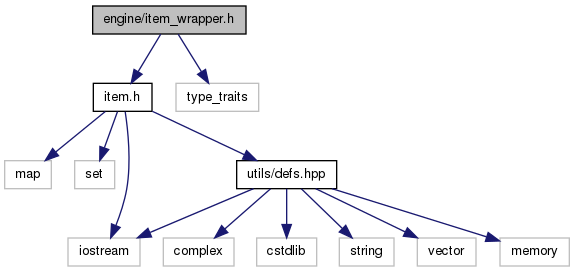 engine/item_wrapper.h
item.h
type_traits
map
set
utils/defs.hpp
iostream
complex
cstdlib
string
vector
memory